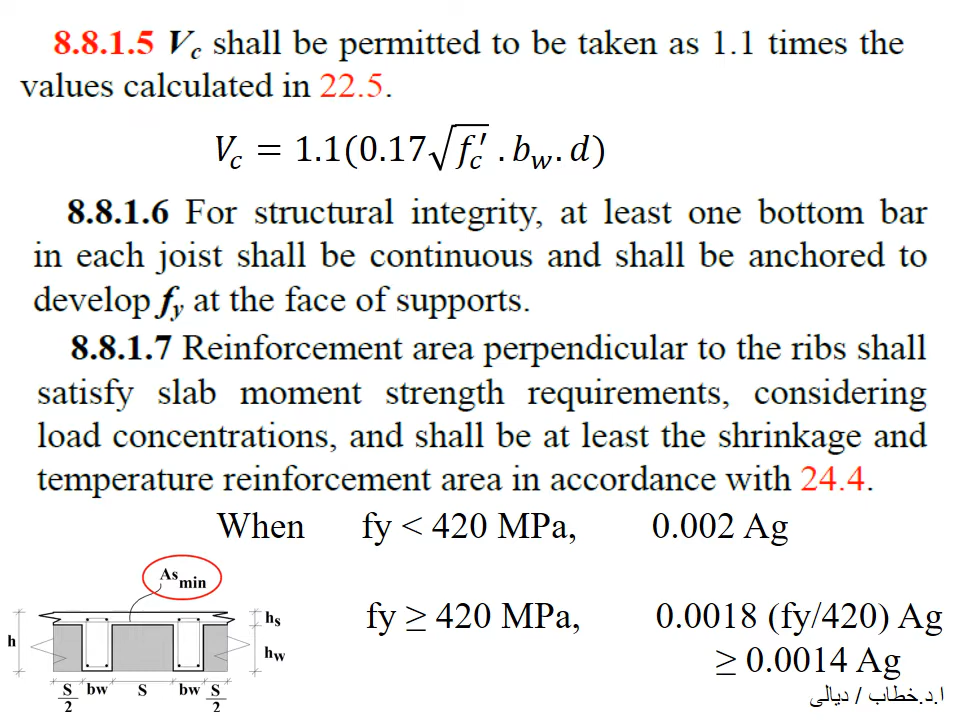 8.8.1.5 Vc shall be permitted to be taken as 1.1 times the
values calculated in 22.5.
Vc = 1.1(0.17√fc′ . bw. d)
8.8.1.6 For structural integrity, at least one bottom bar
in each joist shall be continuous and shall be anchored to
develop fy at the face of supports.
8.8.1.7 Reinforcement area perpendicular to the ribs shall
satisfy slab moment strength requirements, considering
load concentrations, and shall be at least the shrinkage and
temperature reinforcement area in accordance with 24.4.
When fy < 420 MPa, 0.002 Ag
fy ≥ 420 MPa, 0.0018 (fy/420) Ag
≥ 0.0014 Ag
As min
h
hs
hw
S/2 bw S bw S/2
ا.د.خطاب / ديالى